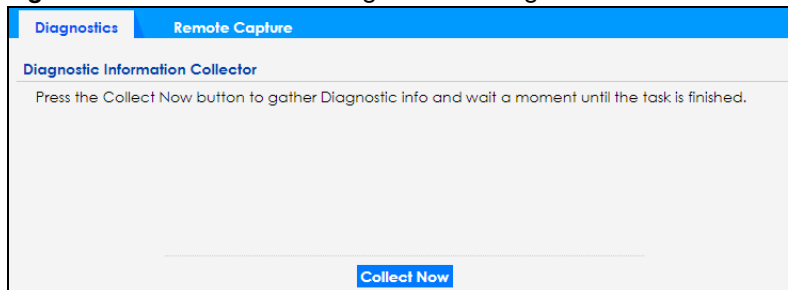 Diagnostics Remote Capture
Diagnostic Information Collector
Press the Collect Now button to gather Diagnostic info and wait a moment until the task is finished.
Collect Now